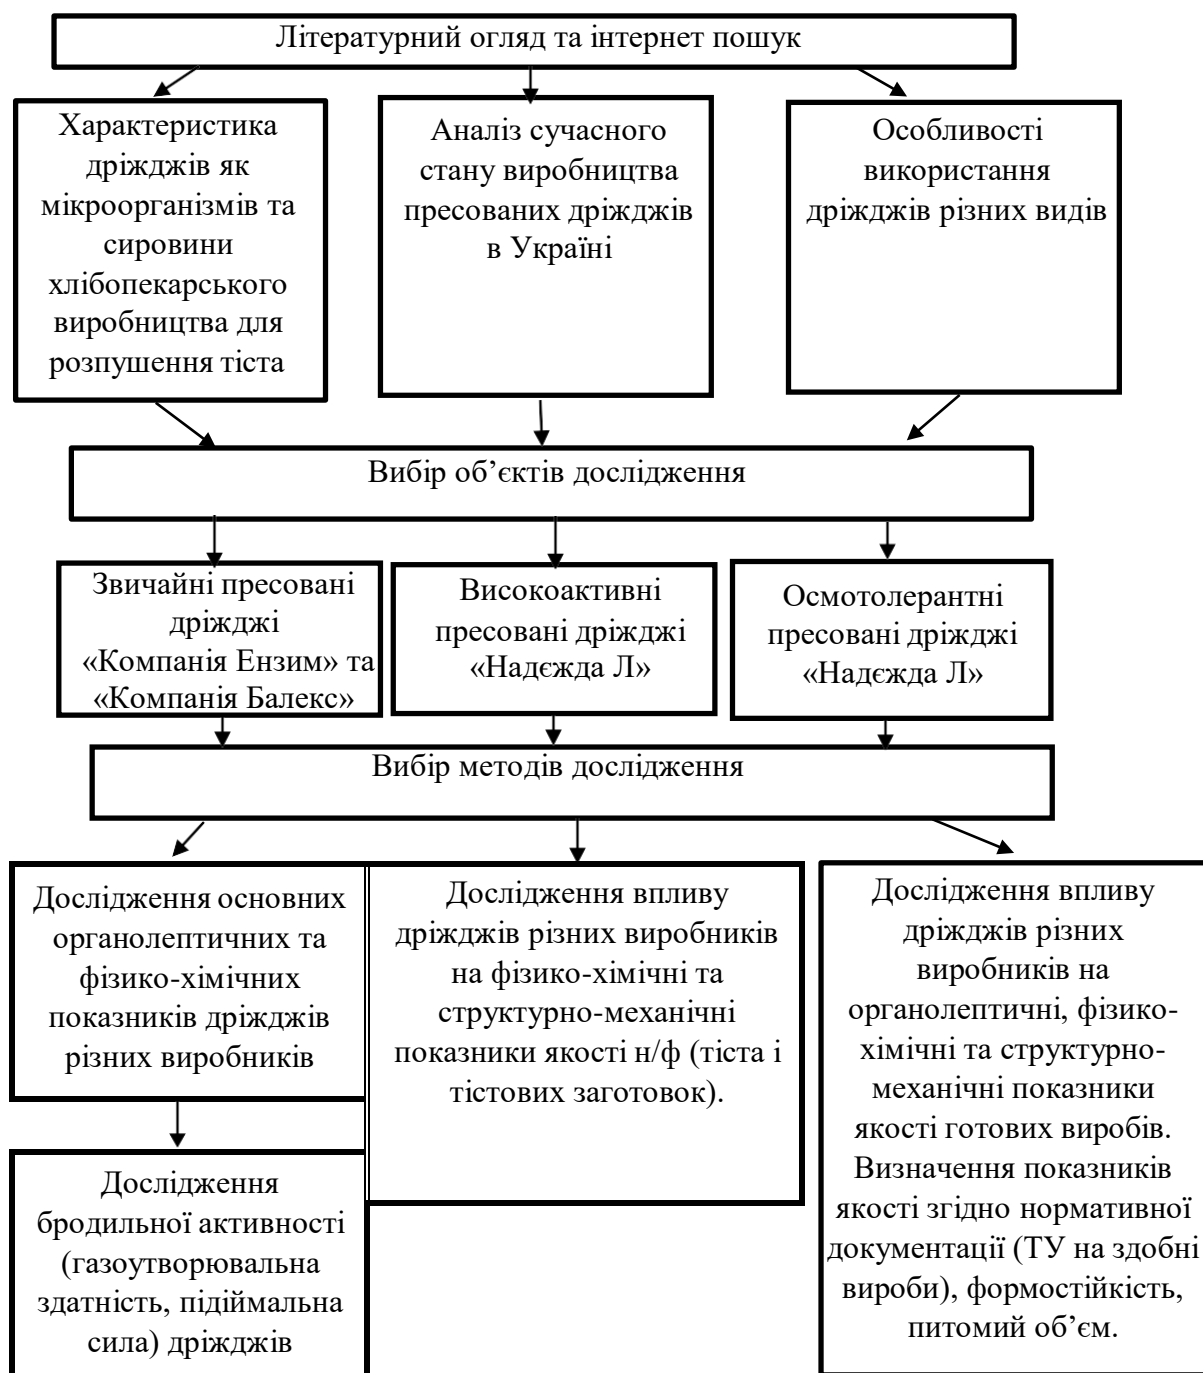 Літературний огляд та інтернет пошук
Характеристика
дріжджів як
мікроорганізмів та
сировини
хлібопекарського
виробництва для
розпушення тіста
Аналіз сучасного
стану виробництва
пресованих дріжджів
в Україні
Особливості
використання
дріжджів різних видів
Вибір об’єктів дослідження
Звичайні пресовані
дріжджі
«Компанія Ензим» та
«Компанія Балекс»
Високоактивні
пресовані дріжджі
«Надєжда Л»
Осмотолерантні
пресовані дріжджі
«Надєжда Л»
Вибір методів дослідження
Дослідження основних
органолептичних та
фізико-хімічних
показників дріжджів
різних виробників
Дослідження впливу
дріжджів різних виробників
на фізико-хімічні та
структурно-механічні
показники якості н/ф (тіста і
тістових заготовок).
Дослідження впливу
дріжджів різних
виробників на
органолептичні, фізико-
хімічні та структурно-
механічні показники
якості готових виробів.
Визначення показників
якості згідно нормативної
документації (ТУ на здобні
вироби), формостійкість,
питомий об’єм.
Дослідження
бродильної активності
(газоутворювальна
здатність, підіймальна
сила) дріжджів